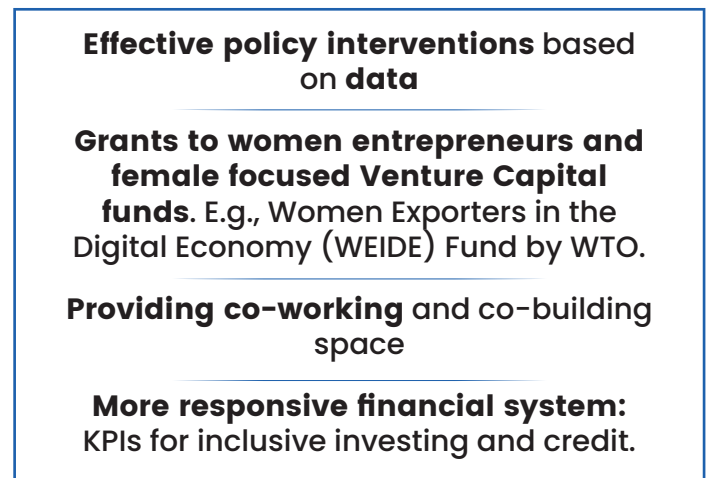 Effective policy interventions based
on data
Grants to women entrepreneurs and
female focused Venture Capital
funds. E.g., Women Exporters in the
Digital Economy (WEIDE) Fund by WTO.
Providing co-working and co-building
space
More responsive financial system:
KPIs for inclusive investing and credit.